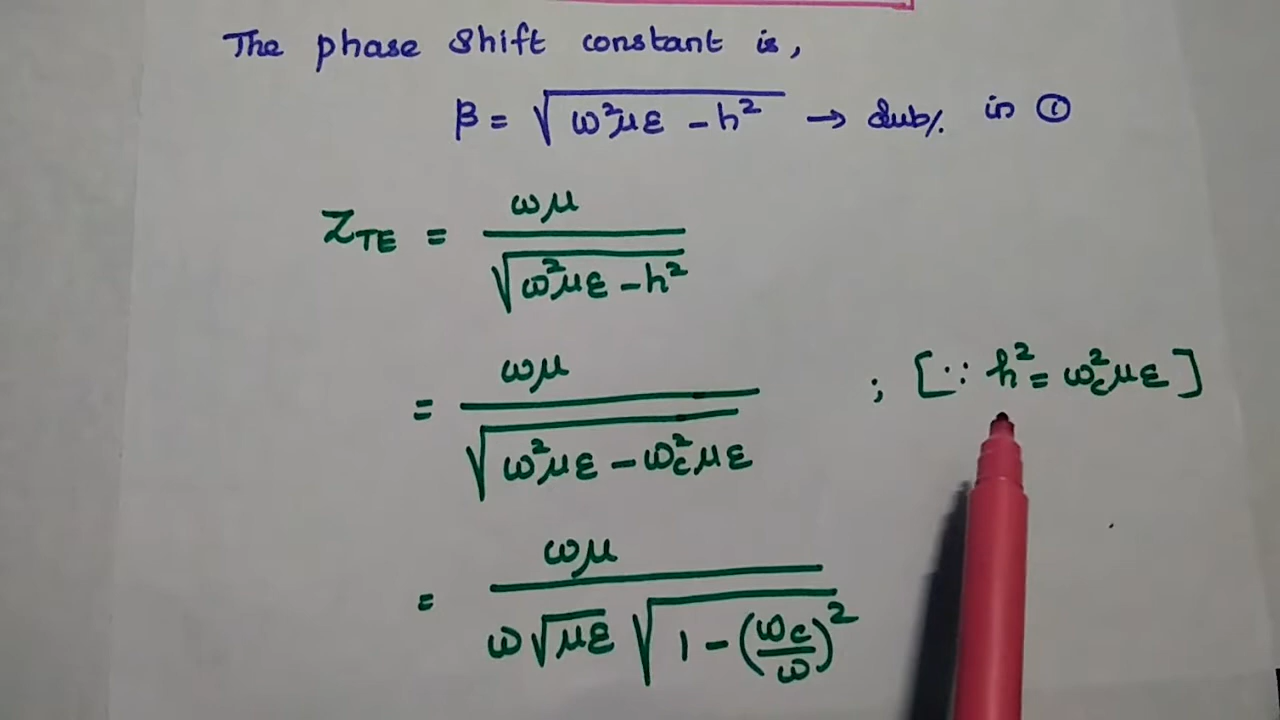 The phase shift constant is,
β = √(ω²με - h²) → sub/. in ①
Z_TE = ωμ / √(ω²με - h²)
= ωμ / √(ω²με - ω_c²με) ; [∵ h² = ω_c²με]
= ωμ / ω√(με) √(1 - (ω_c/ω)²)